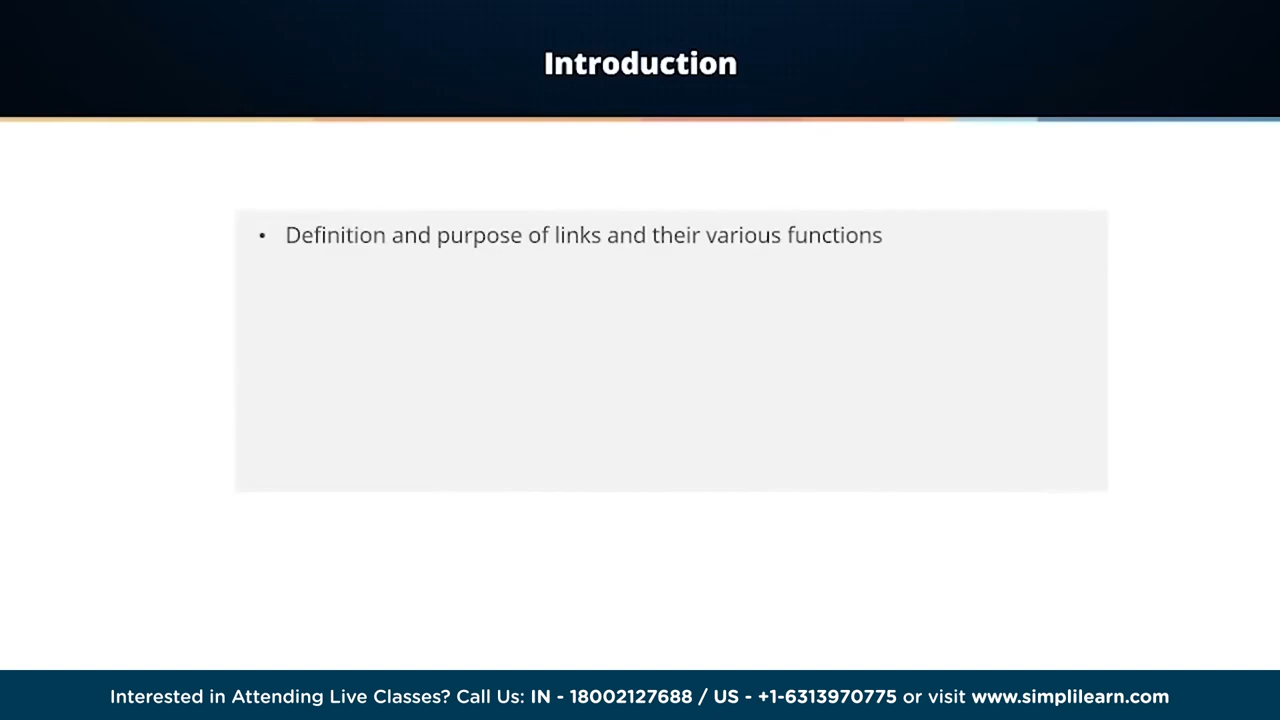 Introduction
• Definition and purpose of links and their various functions
Interested in Attending Live Classes? Call Us: IN - 18002127688 / US - +1-6313970775 or visit www.simplilearn.com